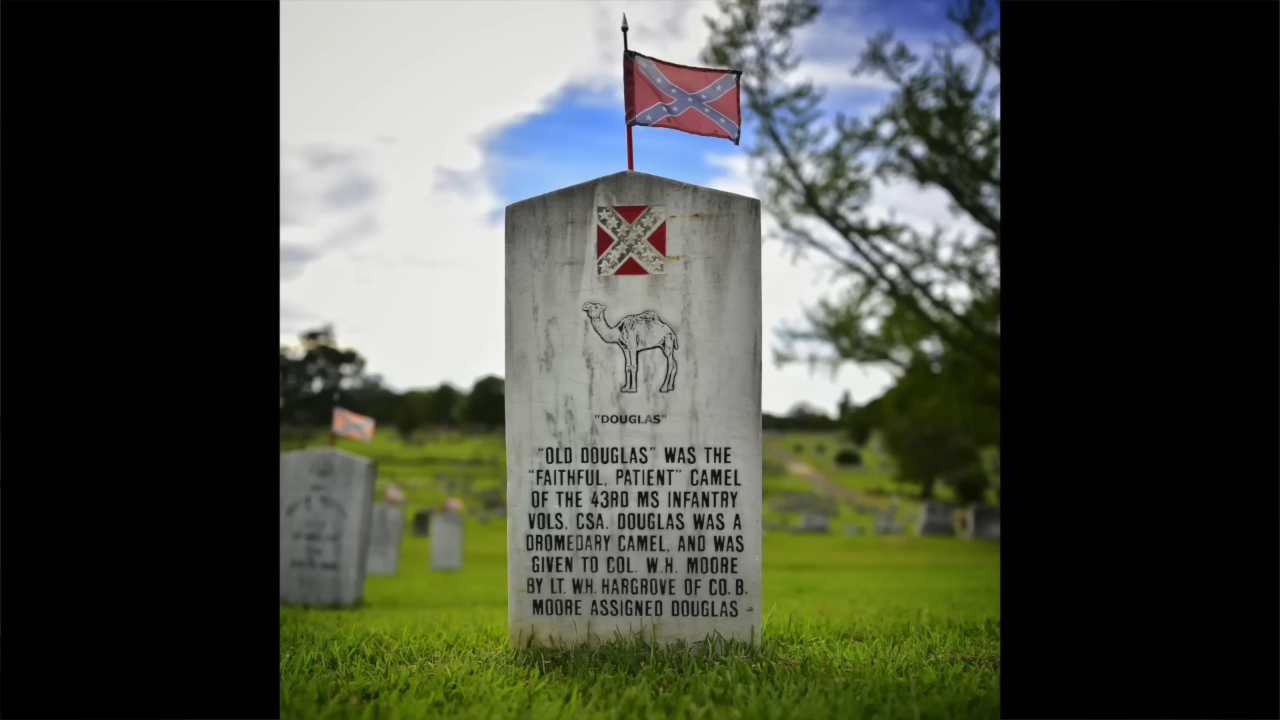 "DOUGLAS"
"OLD DOUGLAS" WAS THE
"FAITHFUL, PATIENT" CAMEL
OF THE 43RD MS INFANTRY
VOLS, CSA. DOUGLAS WAS A
DROMEDARY CAMEL, AND WAS
GIVEN TO COL. W.H. MOORE
BY LT. W.H. HARGROVE OF CO. B.
MOORE ASSIGNED DOUGLAS